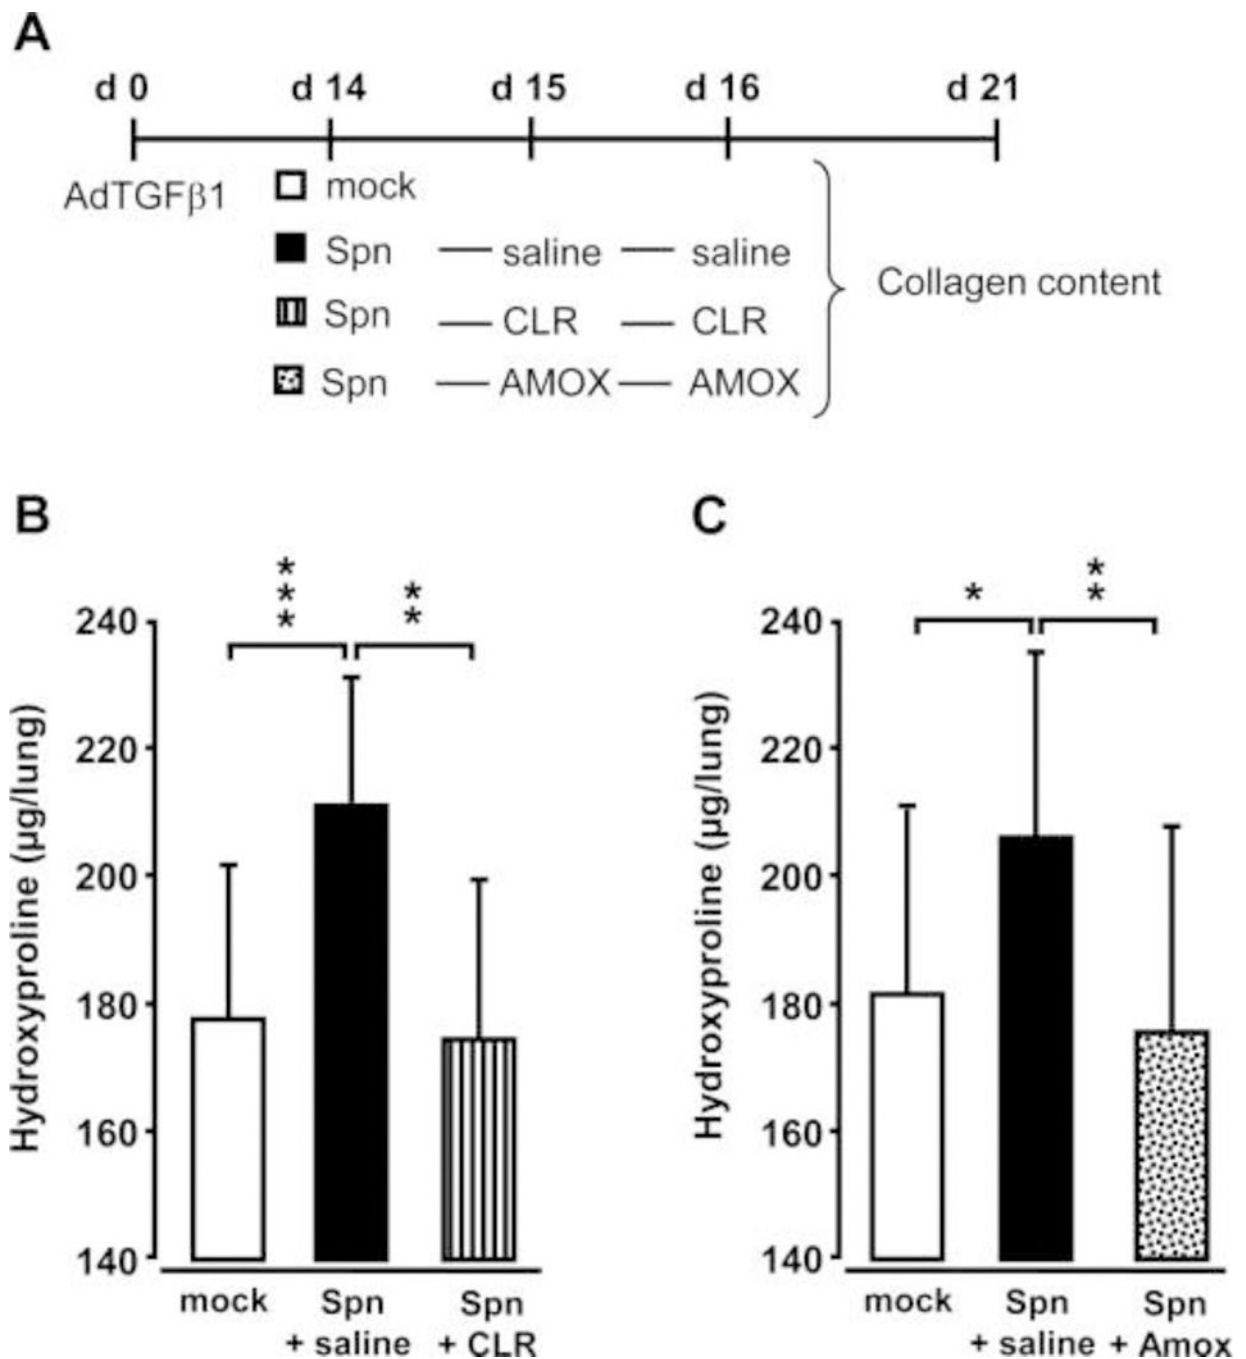 A
d 0 d 14 d 15 d 16 d 21
AdTGFβ1
mock
Spn saline saline
Spn CLR CLR
Spn AMOX AMOX
Collagen content
B
***
**
240
220
200
180
160
140
Hydroxyproline (µg/lung)
mock Spn Spn
+ saline + CLR
C
*
**
240
220
200
180
160
140
Hydroxyproline (µg/lung)
mock Spn Spn
+ saline + Amox